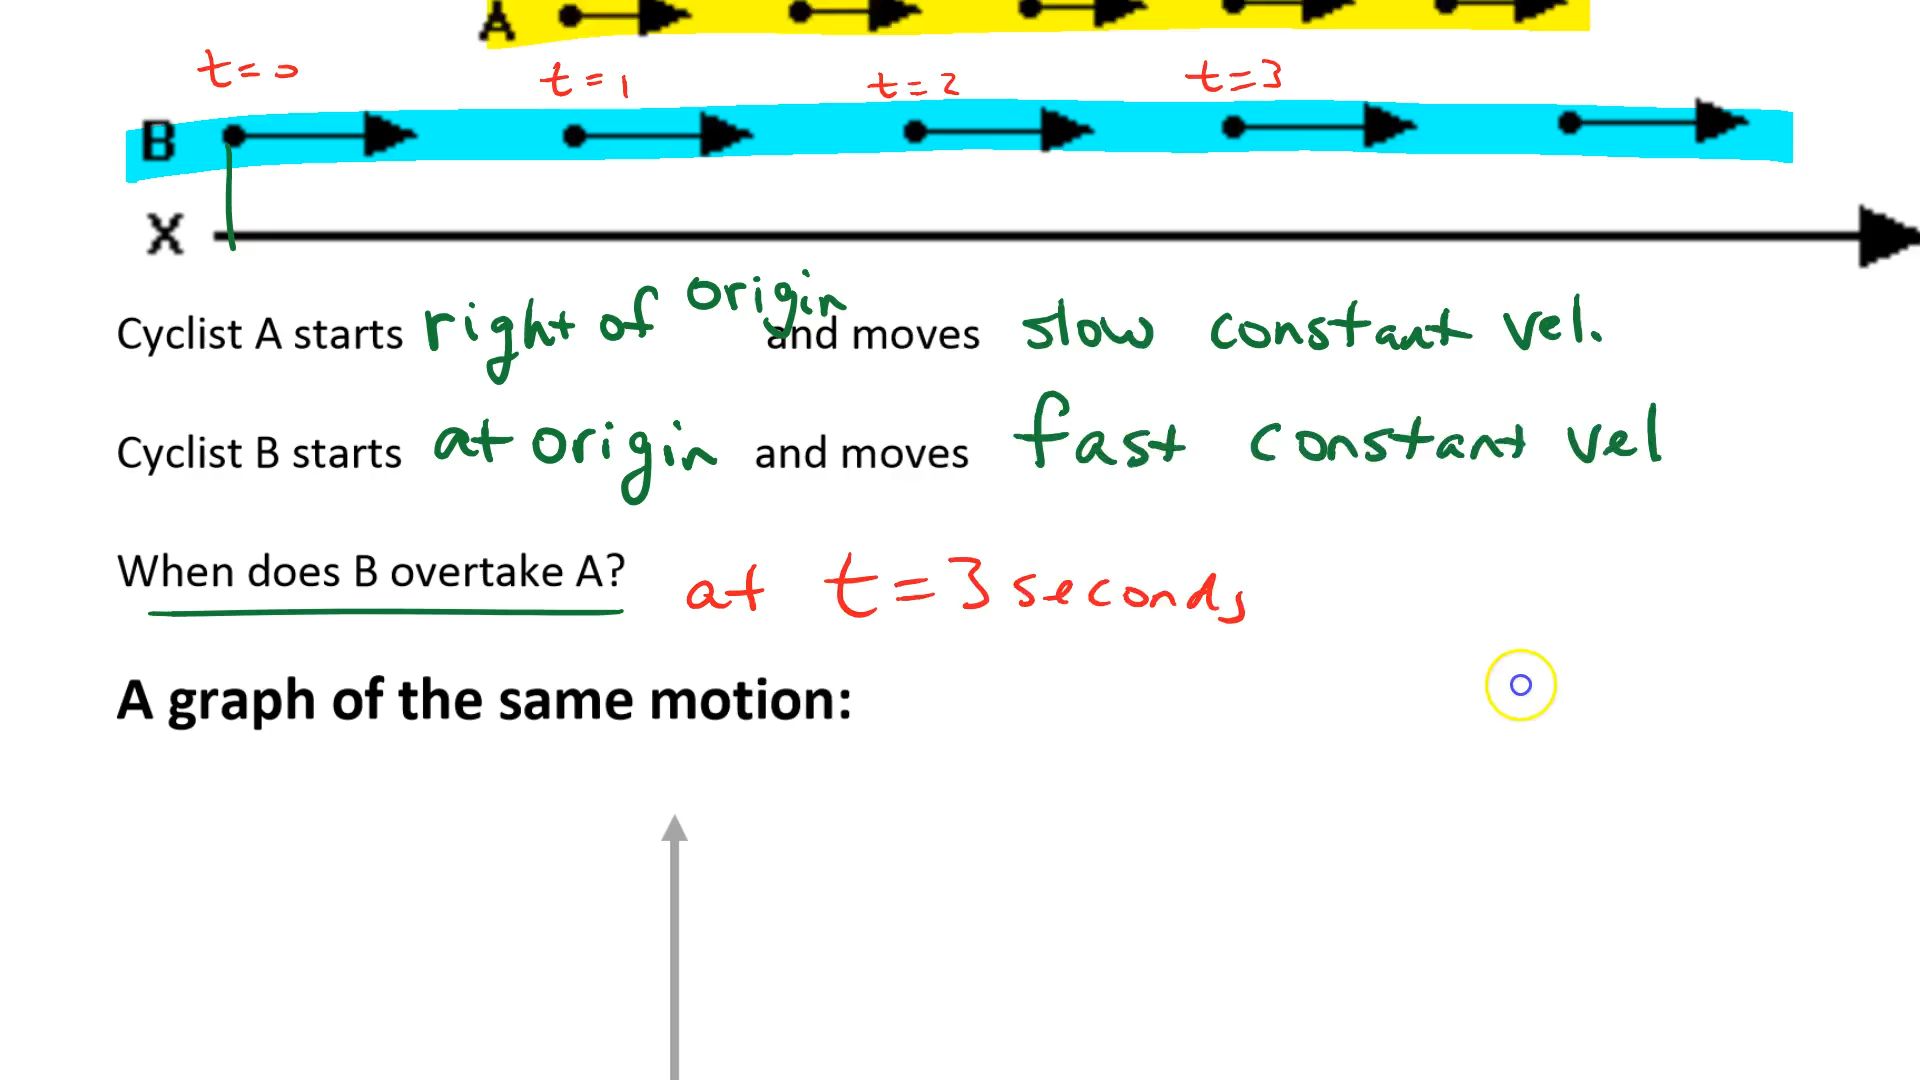 A
t=0 t=1 t=2 t=3
B
X
Cyclist A starts right of origin and moves slow constant vel.
Cyclist B starts at origin and moves fast constant vel
When does B overtake A? at t=3 seconds
A graph of the same motion: